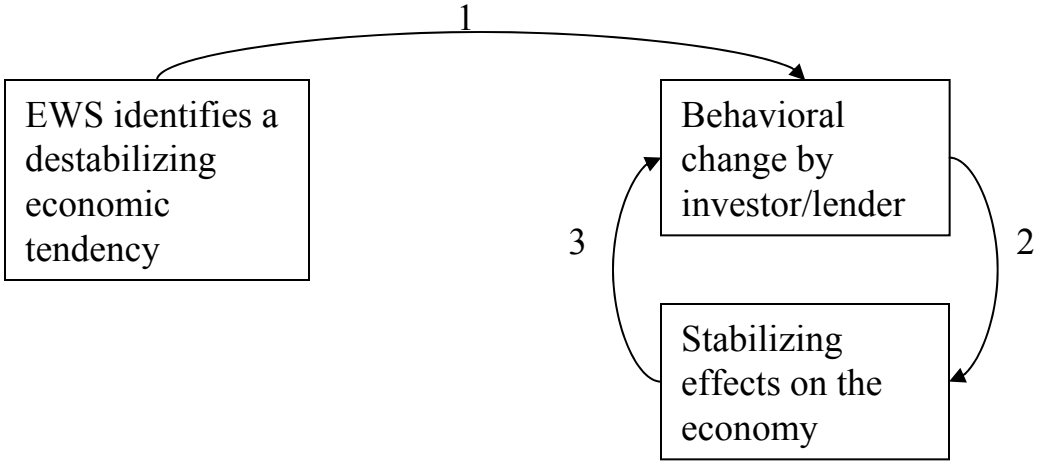 1
EWS identifies a
destabilizing
economic
tendency
Behavioral
change by
investor/lender
3
2
Stabilizing
effects on the
economy